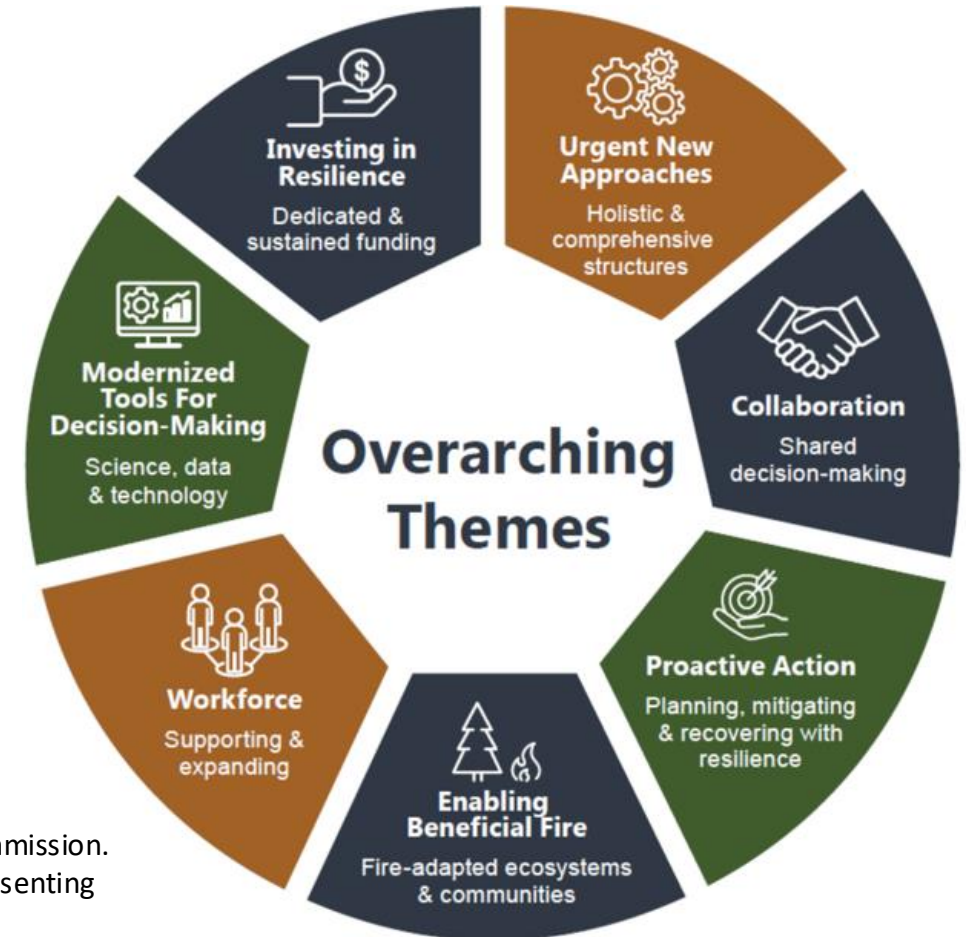 Investing in
Resilience
Dedicated &
sustained funding
Urgent New
Approaches
Holistic &
comprehensive
structures
Collaboration
Shared
decision-making
Proactive Action
Planning, mitigating
& recovering with
resilience
Enabling
Beneficial Fire
Fire-adapted ecosystems
& communities
Workforce
Supporting &
expanding
Modernized
Tools For
Decision-Making
Science, data
& technology
Overarching
Themes
$